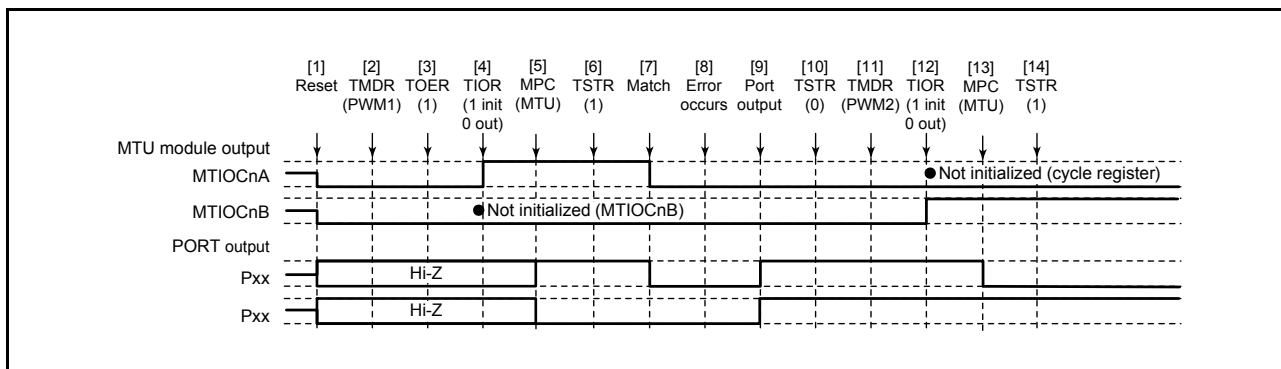 [1] [2] [3] [4] [5] [6] [7] [8] [9] [10] [11] [12] [13] [14]
Reset TMDR TOER TIOR MPC TSTR Match Error Port TSTR TMDR TIOR MPC TSTR
(PWM1) (1) (1 init (MTU) (1) occurs output (0) (PWM2) (1 init (MTU) (1)
0 out) 0 out)
MTU module output
MTIOCnA
● Not initialized (cycle register)
MTIOCnB
● Not initialized (MTIOCnB)
PORT output
Pxx
Hi-Z
Pxx
Hi-Z